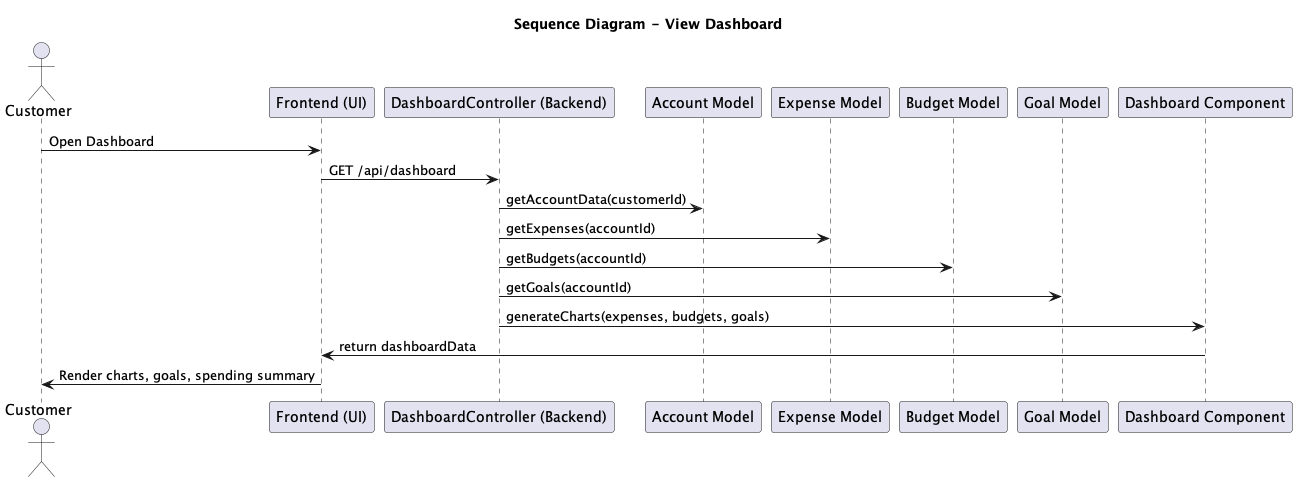 Sequence Diagram - View Dashboard
Customer
Frontend (UI)
DashboardController (Backend)
Account Model
Expense Model
Budget Model
Goal Model
Dashboard Component
Open Dashboard
GET /api/dashboard
getAccountData(customerId)
getExpenses(accountId)
getBudgets(accountId)
getGoals(accountId)
generateCharts(expenses, budgets, goals)
return dashboardData
Render charts, goals, spending summary
Customer
Frontend (UI)
DashboardController (Backend)
Account Model
Expense Model
Budget Model
Goal Model
Dashboard Component